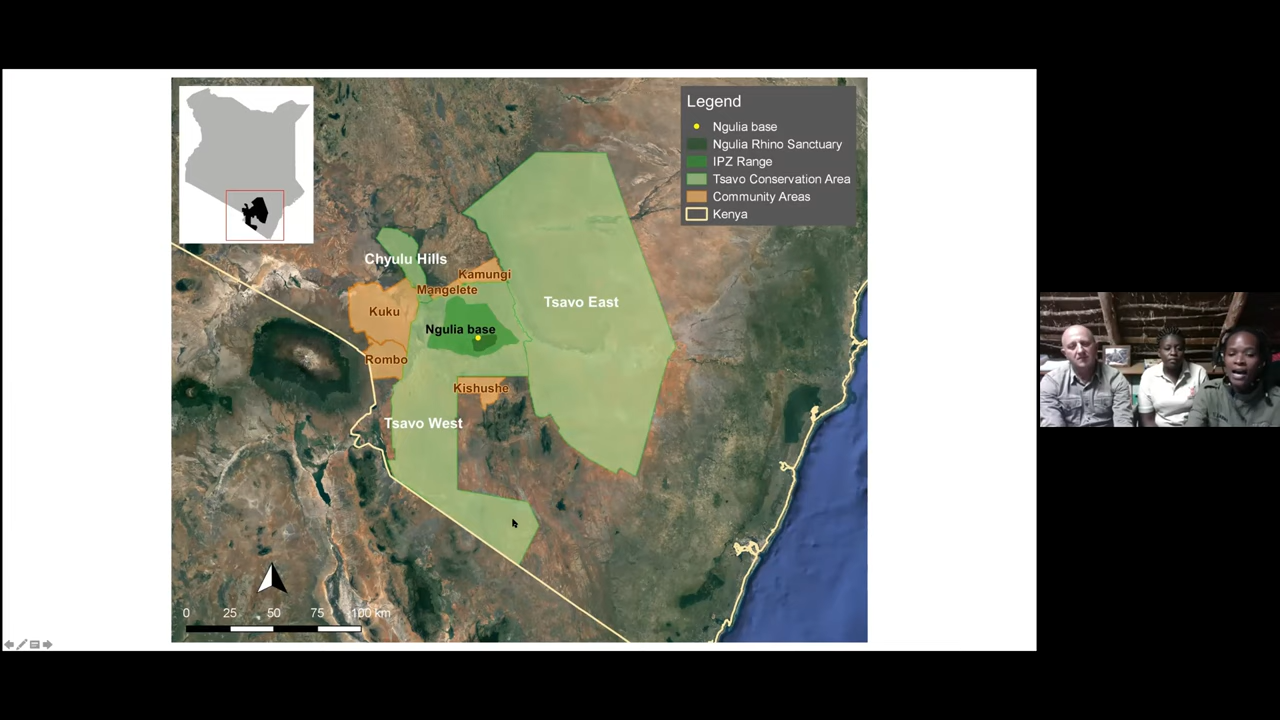 Legend
Ngulia base
Ngulia Rhino Sanctuary
IPZ Range
Tsavo Conservation Area
Community Areas
Kenya
Chyulu Hills
Kamungi
Mangelete
Tsavo East
Kuku
Ngulia base
Rombo
Kishushe
Tsavo West
0 25 50 75 100 km